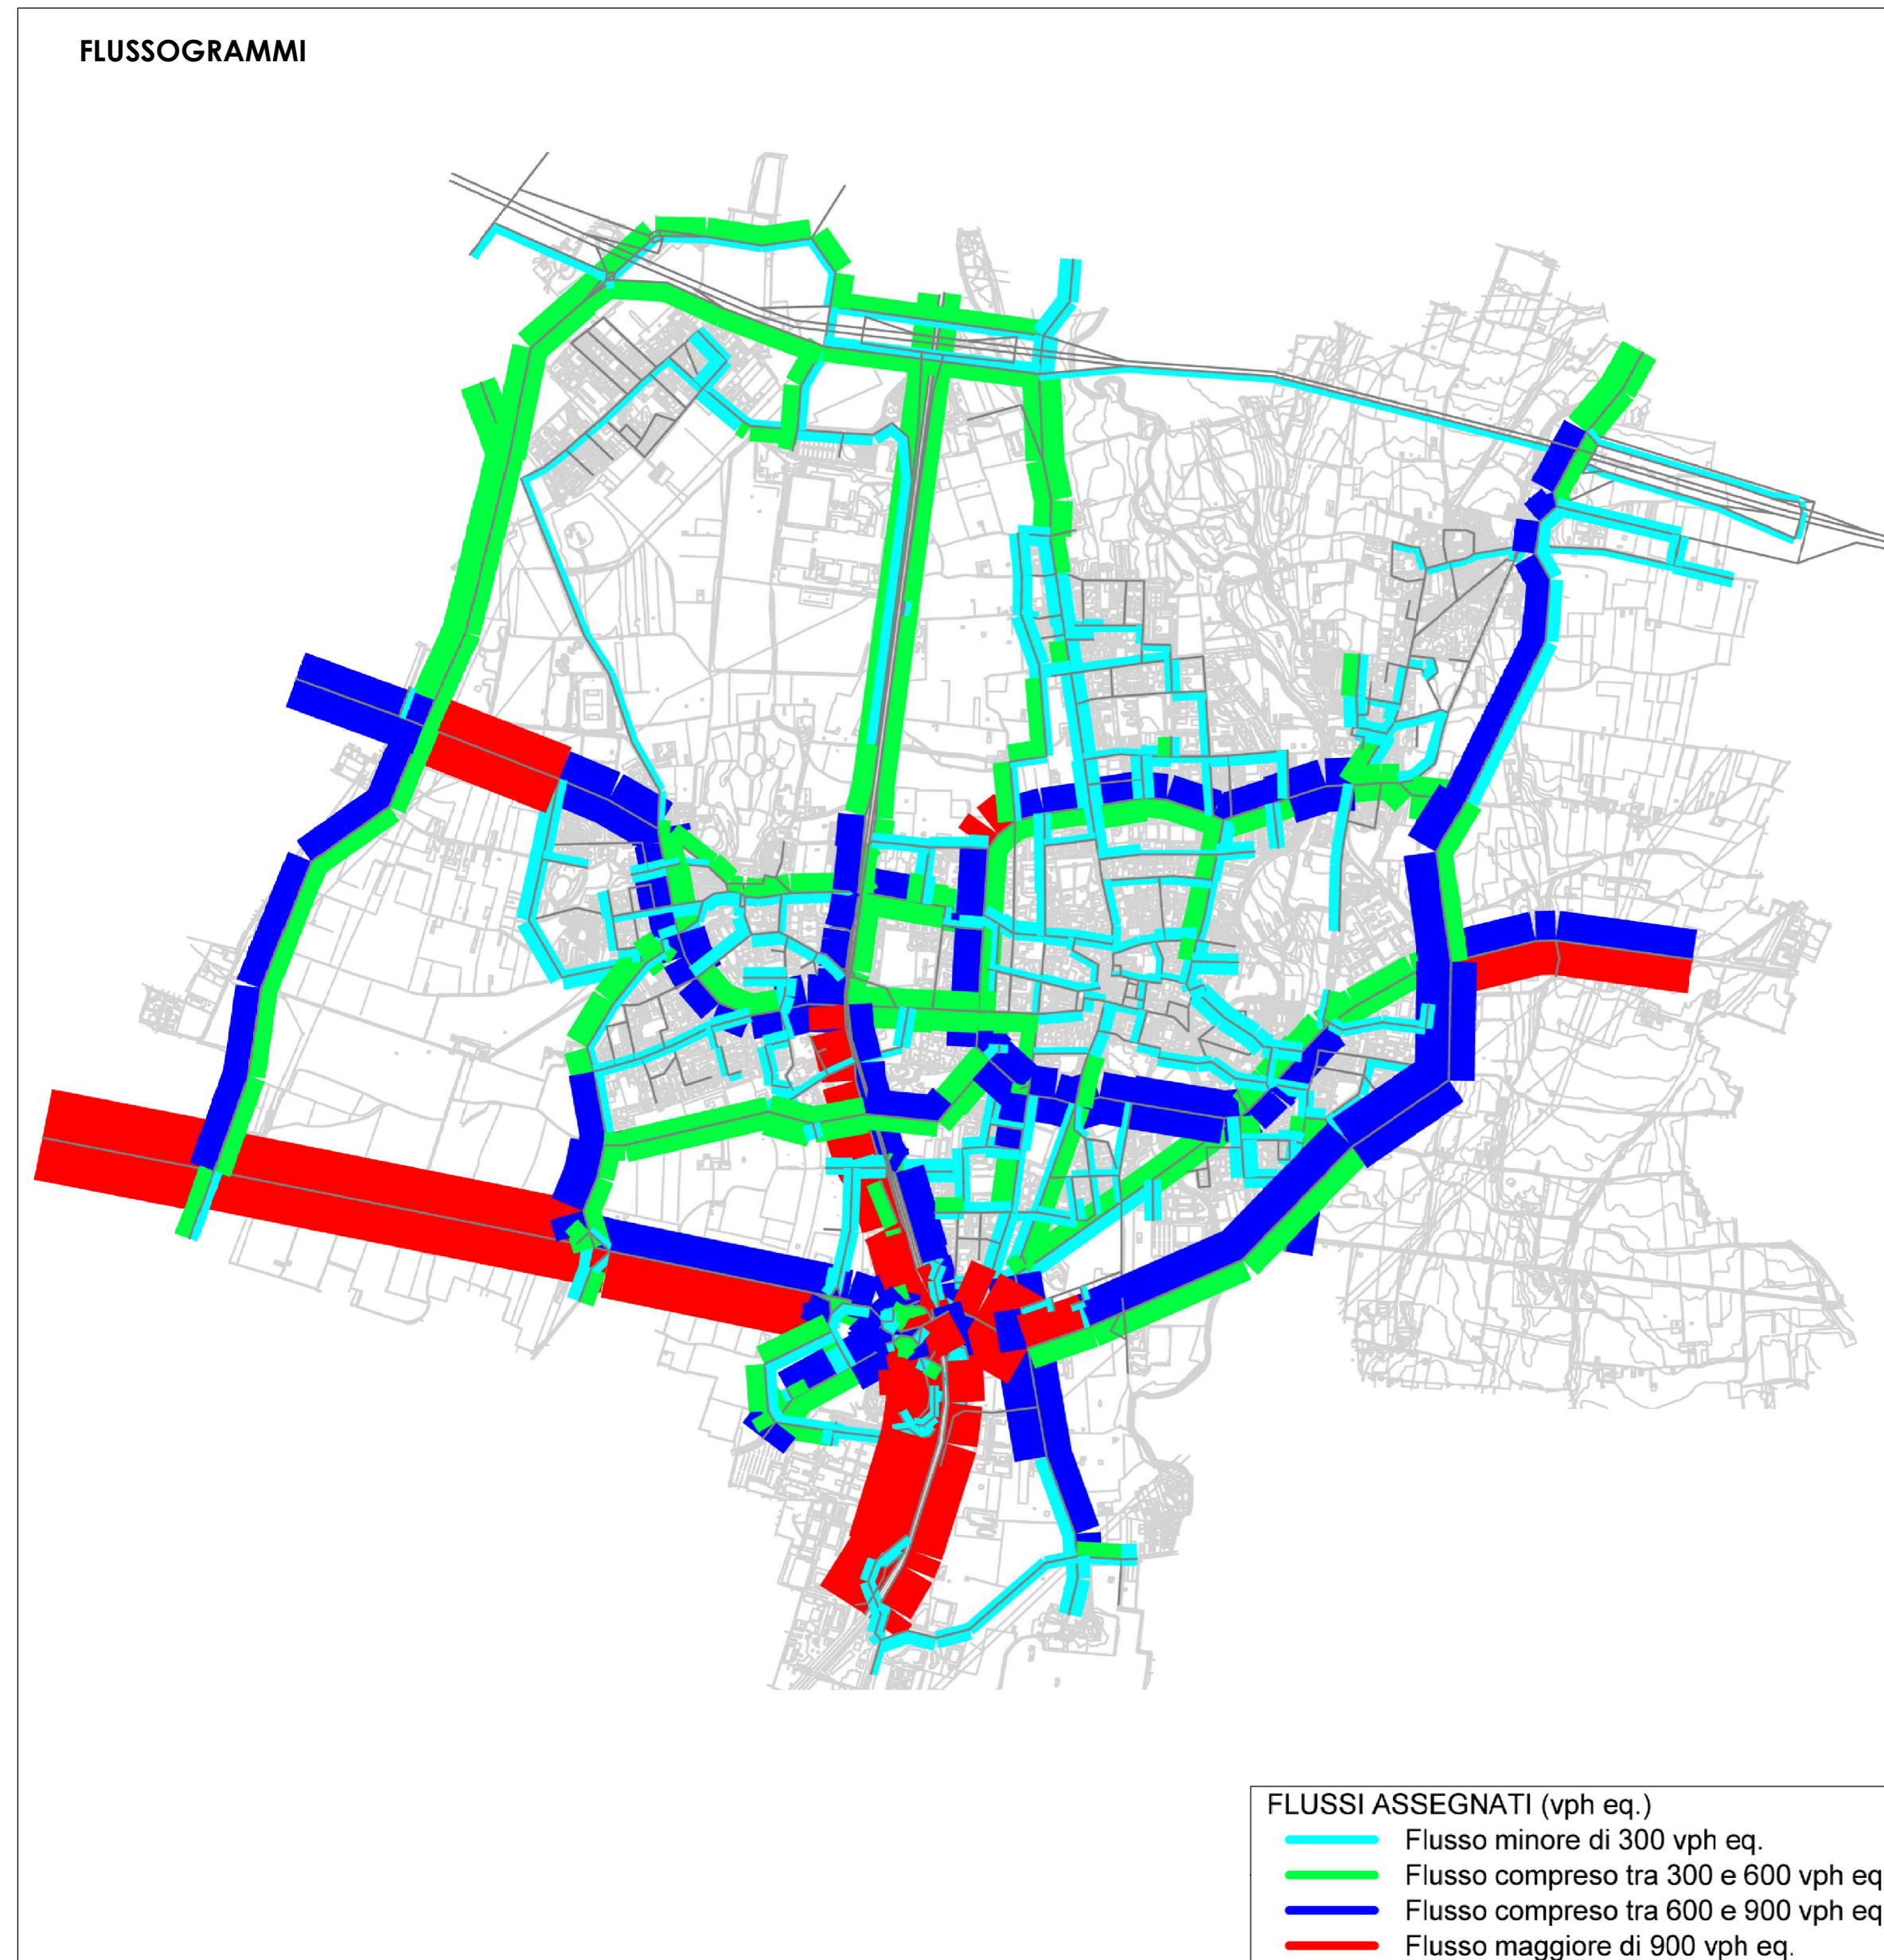 FLUSSOGRAMMI
FLUSSI ASSEGNATI (vph eq.)
Flusso minore di 300 vph eq.
Flusso compreso tra 300 e 600 vph eq
Flusso compreso tra 600 e 900 vph eq
Flusso maggiore di 900 vph eq.